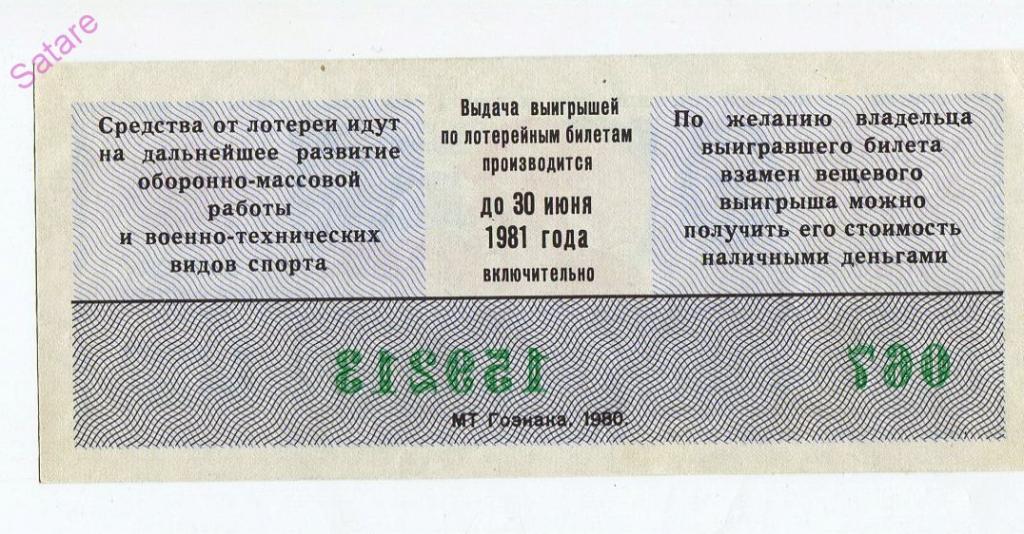 Satare
Средства от лотереи идут
на дальнейшее развитие
оборонно-массовой
работы
и военно-технических
видов спорта
Выдача выигрышей
по лотерейным билетам
производится
до 30 июня
1981 года
включительно
По желанию владельца
выигравшего билета
взамен вещевого
выигрыша можно
получить его стоимость
наличными деньгами
159213
067
МТ Гознака, 1980.